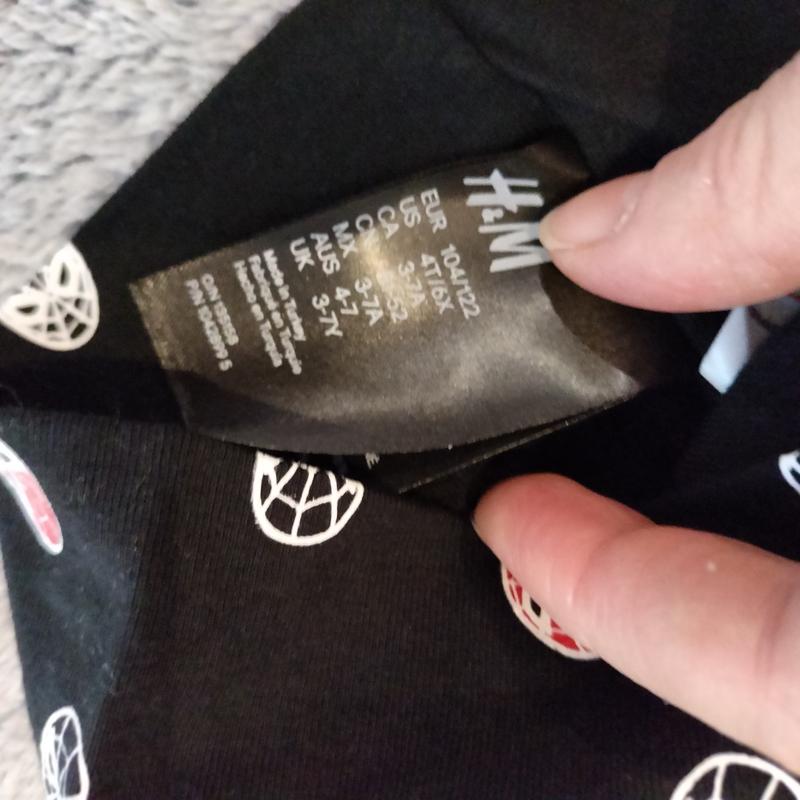 H&M
EUR 104/122
US 4T/6X
CA 3-7A
MX 3-7A
AUS 4-7
UK 3-7Y
Made in Turkey
Fabriqué en Turquie
Hecho en Turquía
O/N
P/N